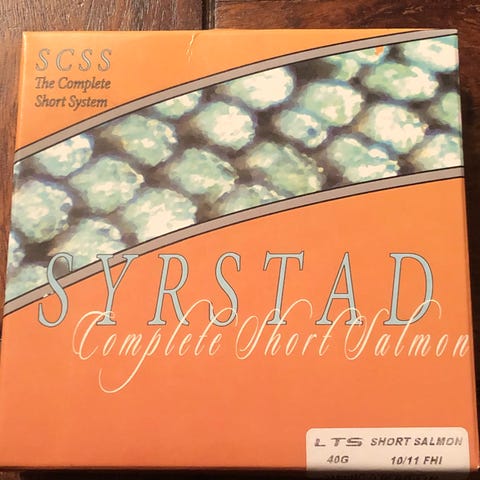 SCSS
The Complete
Short System
SYRSTAD
Complete Short Salmon
LTS SHORT SALMON
40G 10/11 FHI